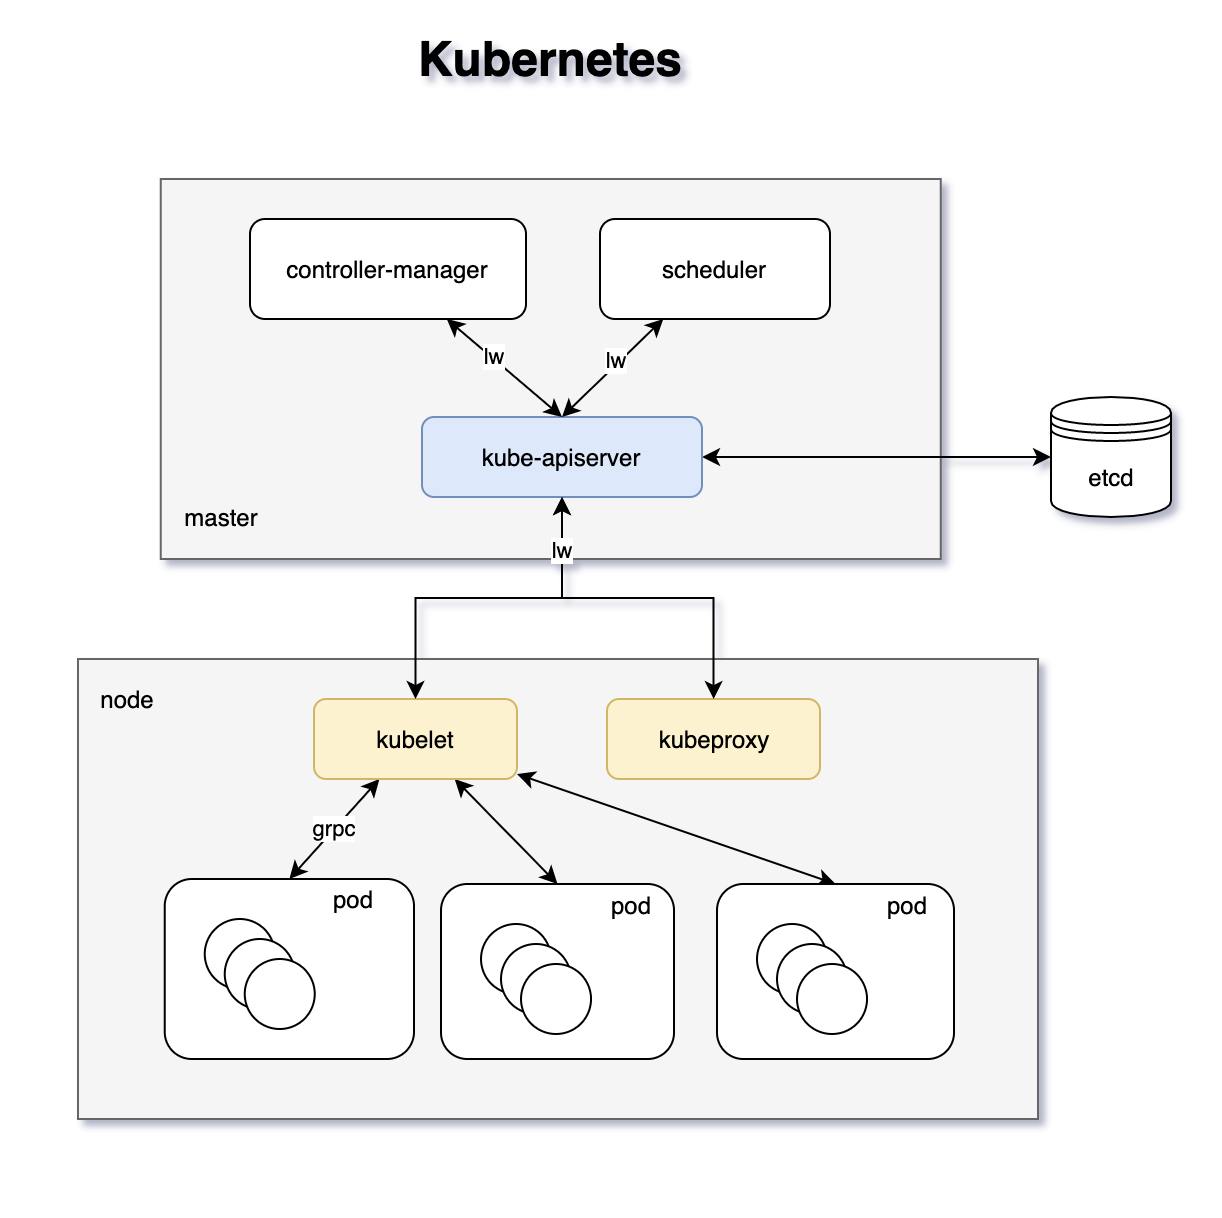 Kubernetes
controller-manager
scheduler
lw
lw
kube-apiserver
etcd
master
lw
node
kubelet
kubeproxy
grpc
pod
pod
pod